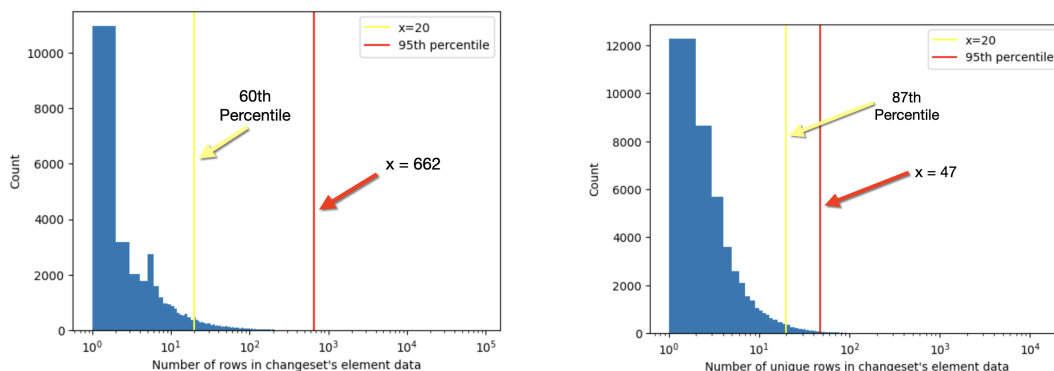 x=20
95th percentile
60th
Percentile
x = 662
10000
8000
6000
4000
2000
0
Count
10⁰
10¹
10²
10³
10⁴
10⁵
Number of rows in changeset's element data
x=20
95th percentile
87th
Percentile
x = 47
12000
10000
8000
6000
4000
2000
0
Count
10⁰
10¹
10²
10³
10⁴
Number of unique rows in changeset's element data